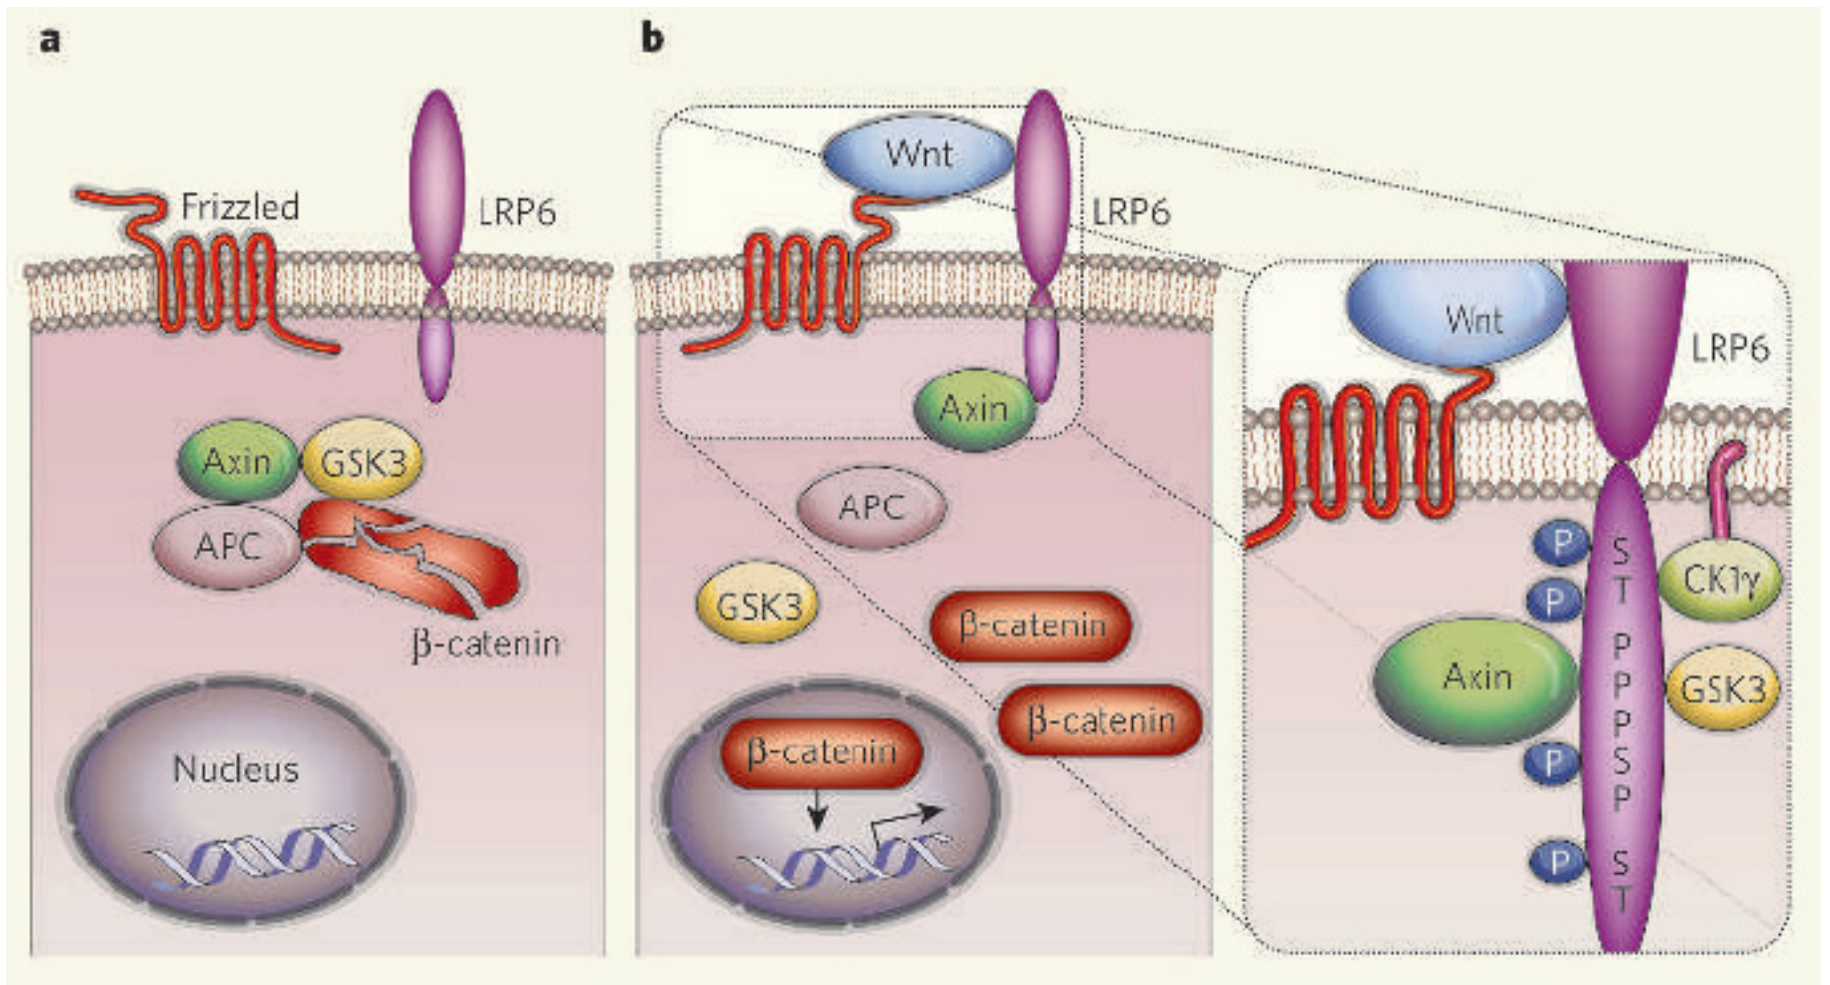 a
Frizzled
LRP6
Axin
GSK3
APC
β-catenin
Nucleus
b
Wnt
LRP6
Axin
APC
GSK3
β-catenin
β-catenin
β-catenin
Wnt
LRP6
P
P
S
T
P
P
P
S
P
S
T
CK1γ
Axin
GSK3
P
P